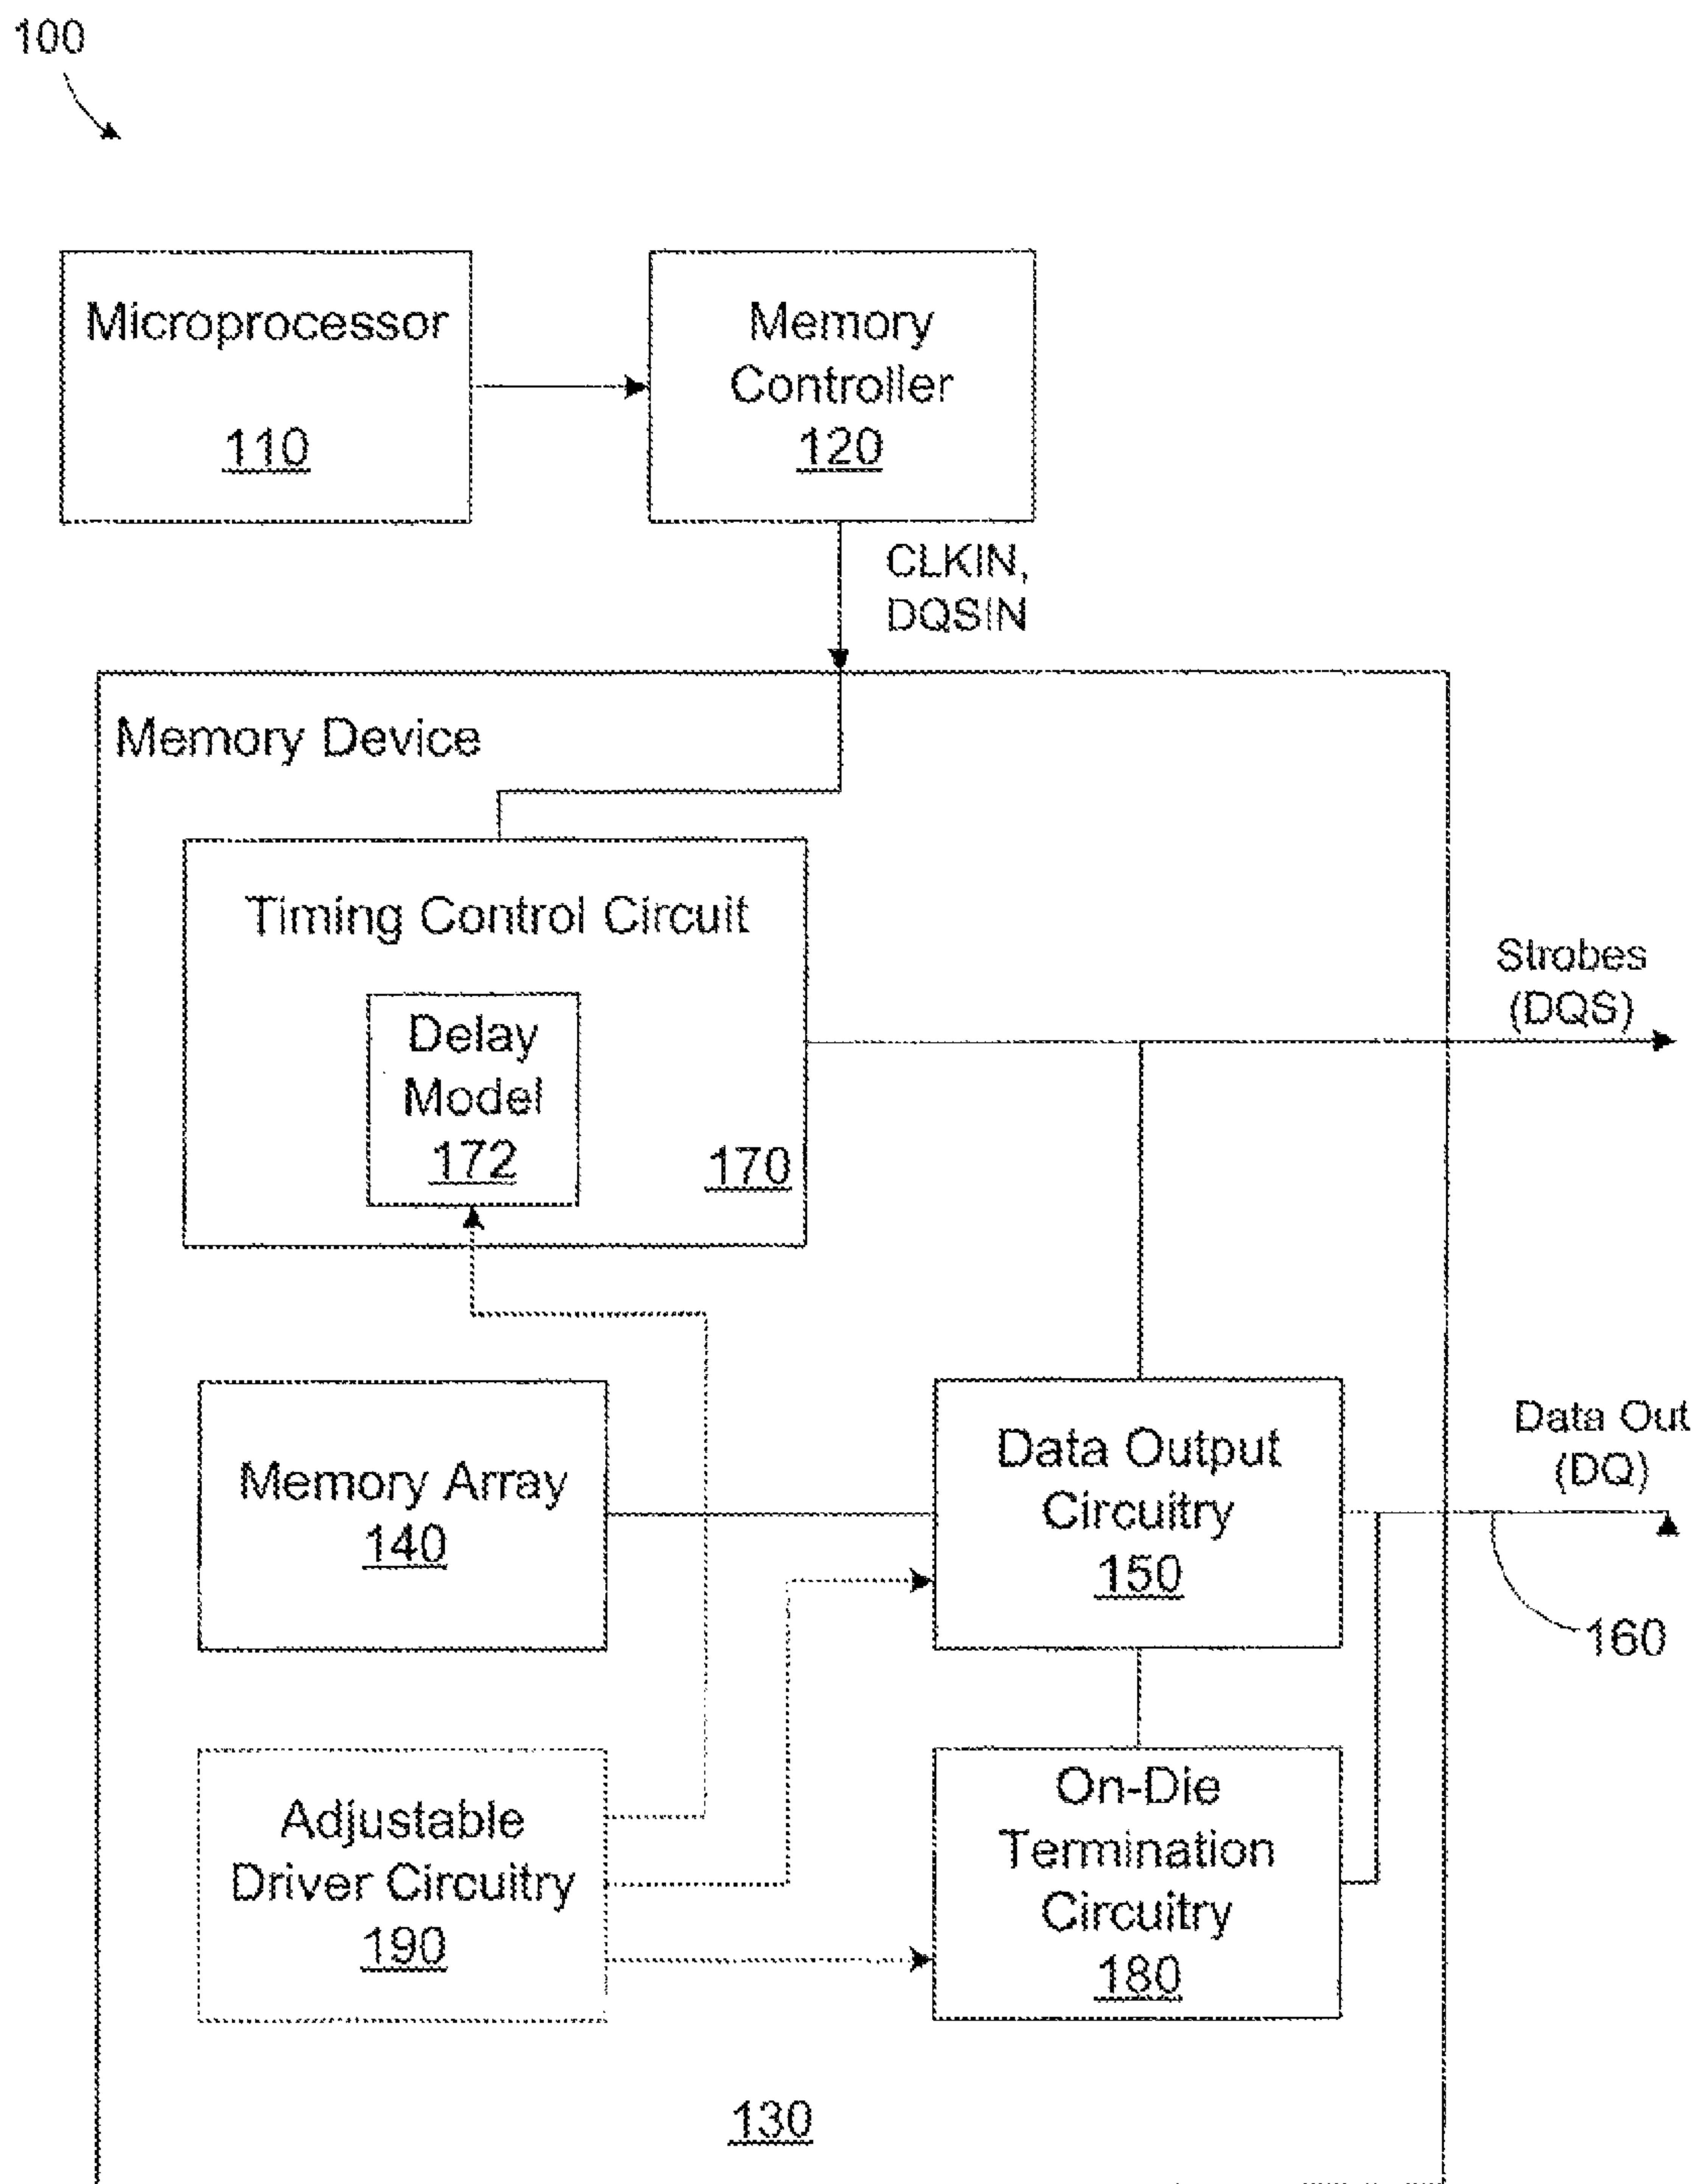 100
Microprocessor
110
Memory
Controller
120
CLKIN,
DQSIN
Memory Device
Timing Control Circuit
Delay
Model
172
170
Strobes
(DQS)
Memory Array
140
Data Output
Circuitry
150
Data Out
(DQ)
160
Adjustable
Driver Circuitry
190
On-Die
Termination
Circuitry
180
130